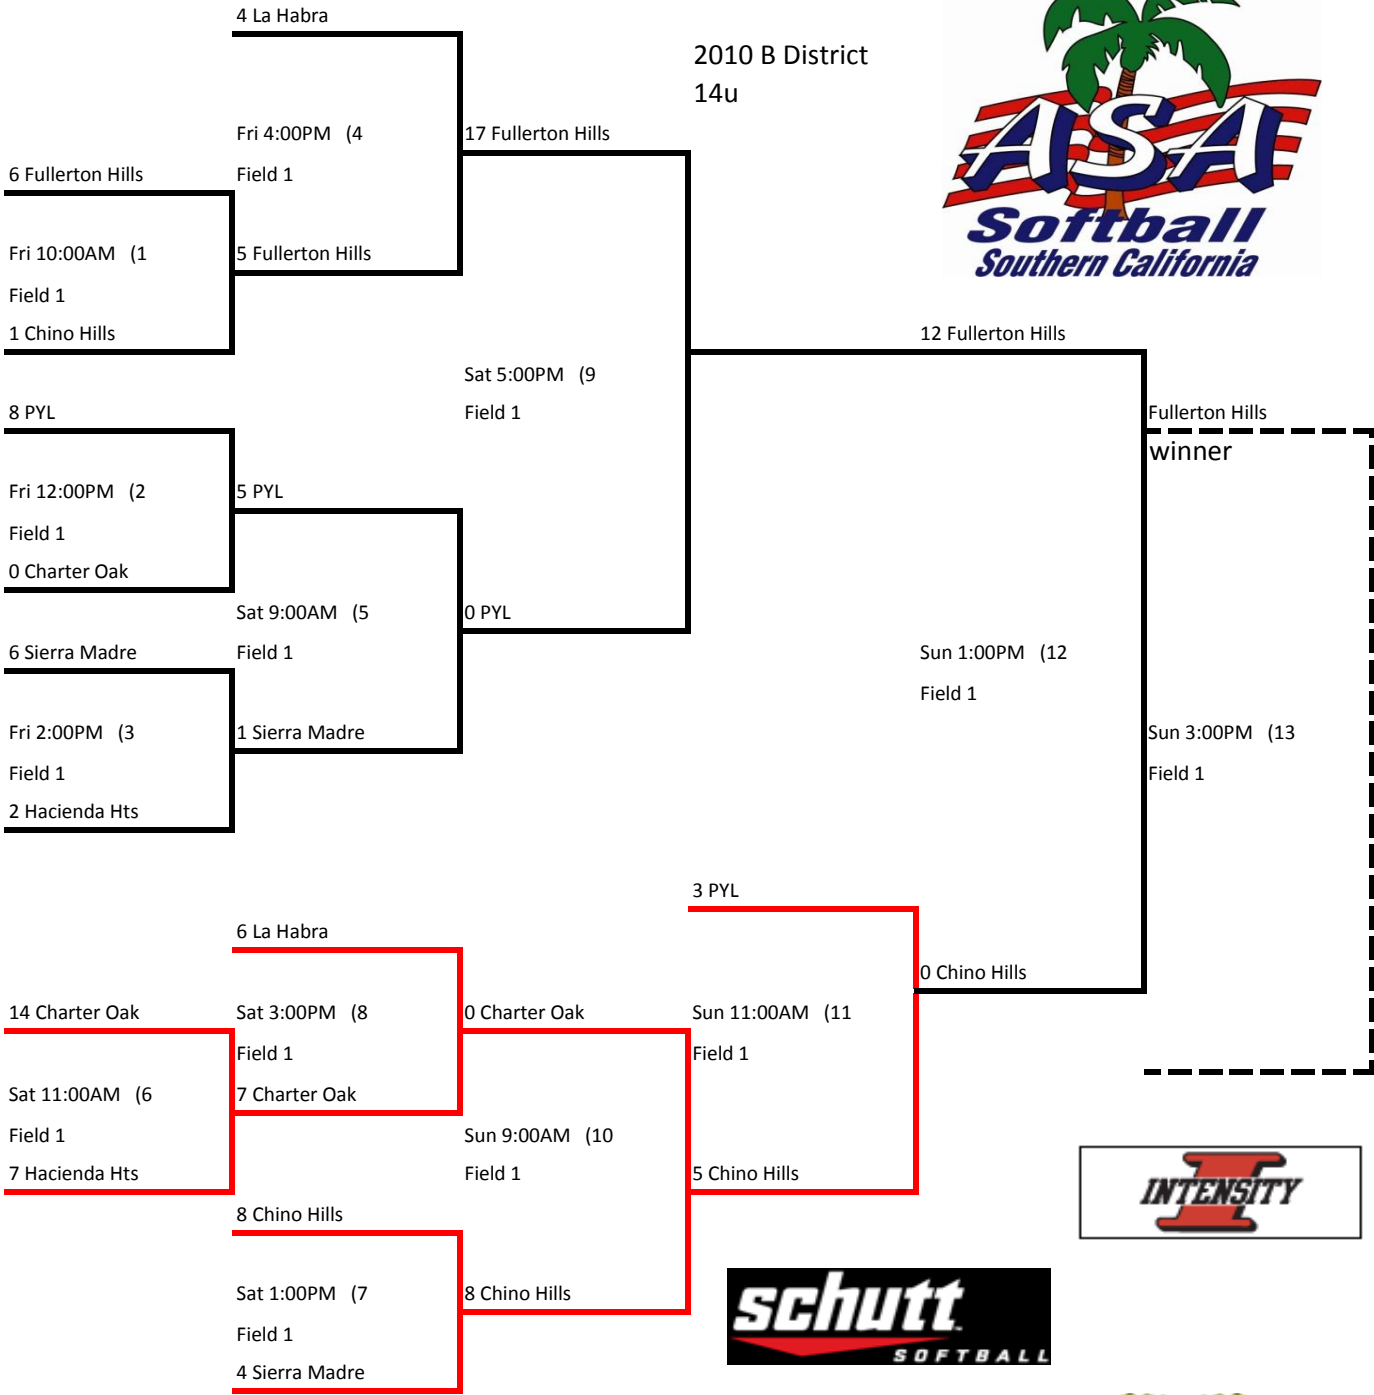 4 La Habra
2010 B District
14u
ASA
Softball
Southern California
Fri 4:00PM (4
Field 1
17 Fullerton Hills
6 Fullerton Hills
Fri 10:00AM (1
Field 1
1 Chino Hills
5 Fullerton Hills
12 Fullerton Hills
Sat 5:00PM (9
Field 1
8 PYL
Fri 12:00PM (2
Field 1
0 Charter Oak
5 PYL
Fullerton Hills
winner
Sat 9:00AM (5
Field 1
0 PYL
6 Sierra Madre
Fri 2:00PM (3
Field 1
2 Hacienda Hts
1 Sierra Madre
Sun 1:00PM (12
Field 1
Sun 3:00PM (13
Field 1
3 PYL
6 La Habra
0 Chino Hills
14 Charter Oak
Sat 11:00AM (6
Field 1
7 Hacienda Hts
Sat 3:00PM (8
Field 1
7 Charter Oak
0 Charter Oak
Sun 11:00AM (11
Field 1
Sun 9:00AM (10
Field 1
5 Chino Hills
8 Chino Hills
Sat 1:00PM (7
Field 1
4 Sierra Madre
8 Chino Hills
INTENSITY
schutt
SOFTBALL